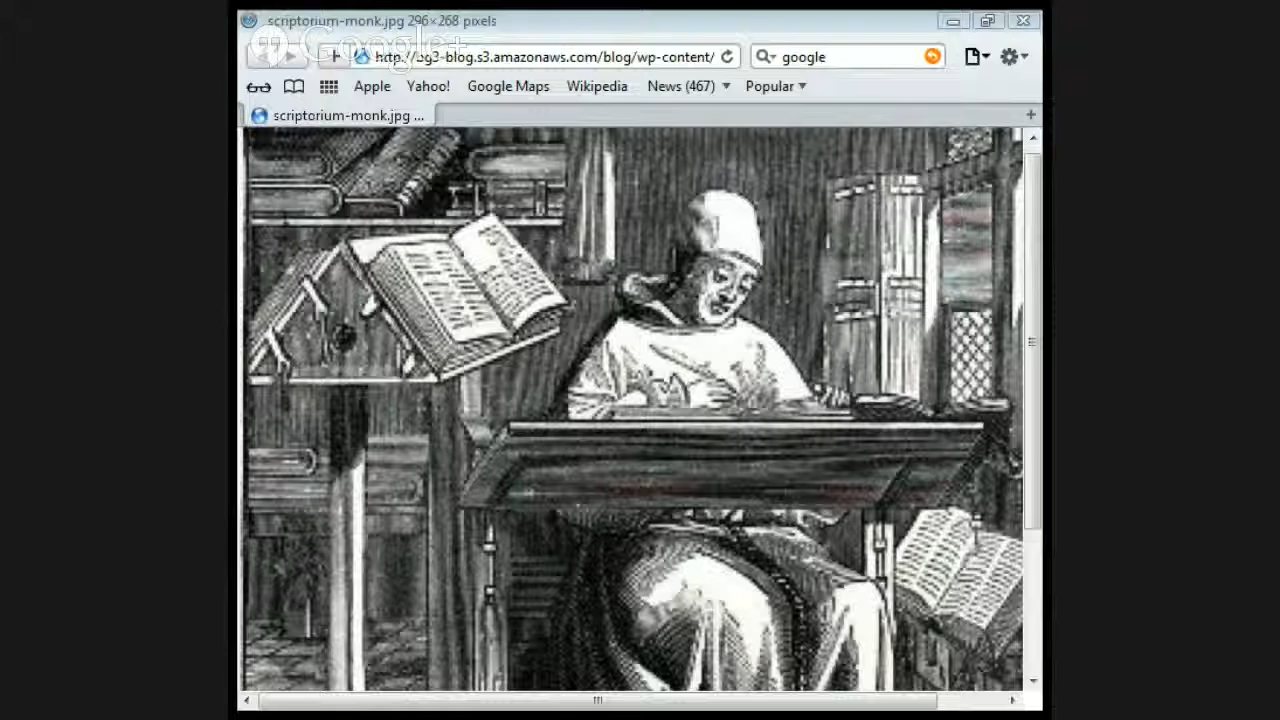 scriptorium-monk.jpg 296×268 pixels
Google+
http://bg3-blog.s3.amazonaws.com/blog/wp-content/
google
Apple Yahoo! Google Maps Wikipedia News (467) Popular
scriptorium-monk.jpg ...